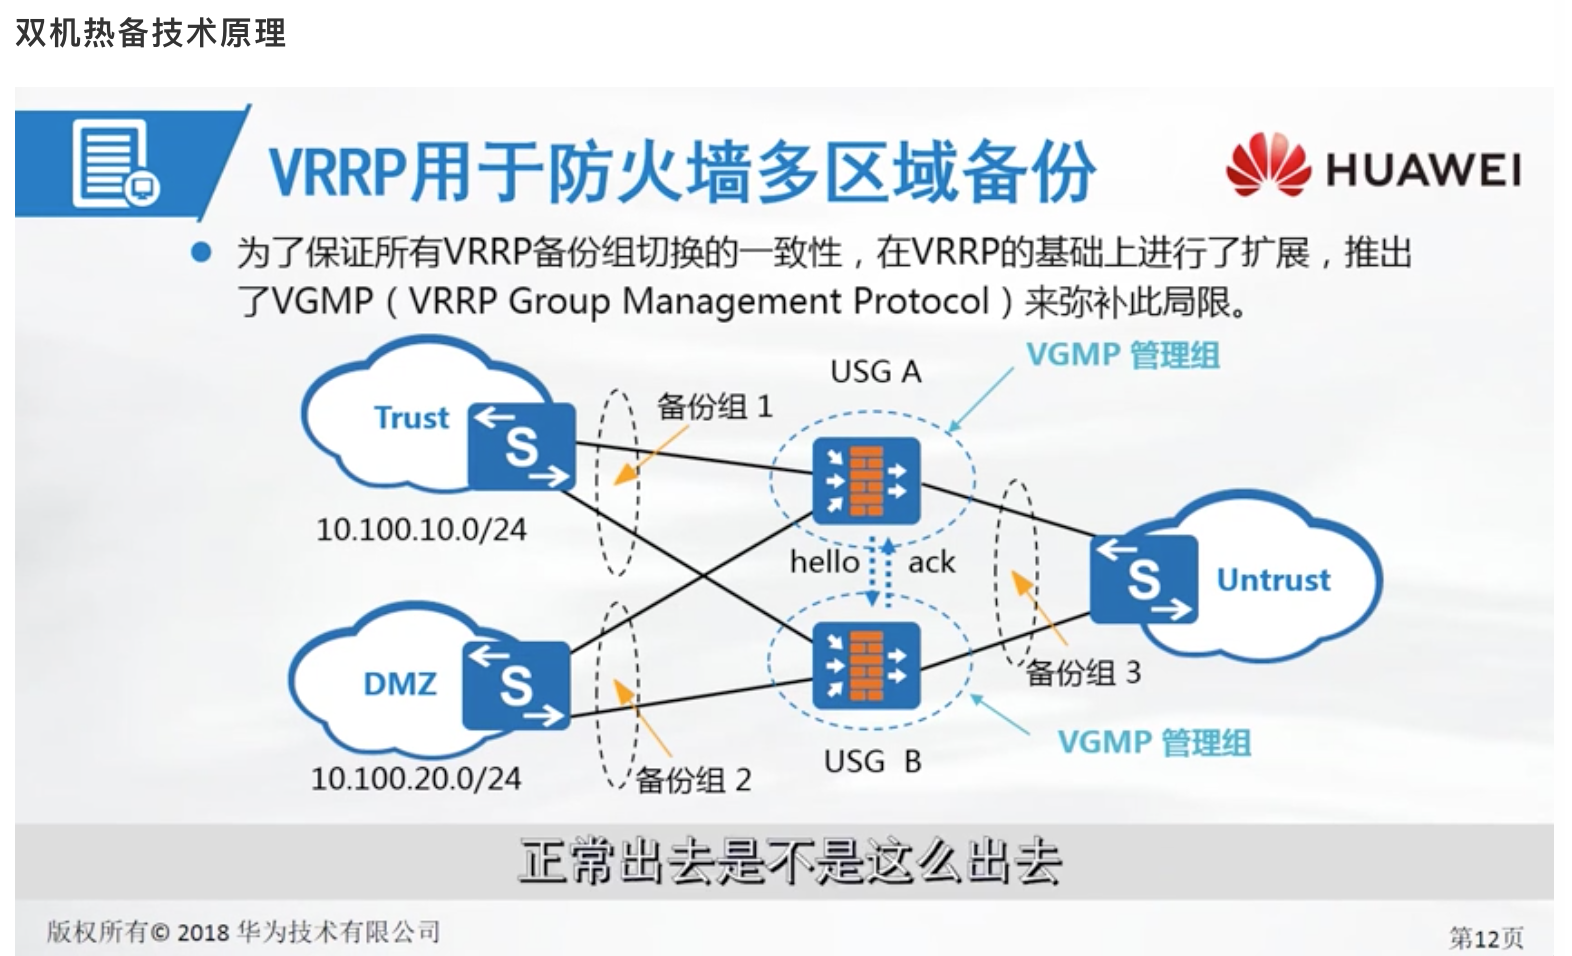 双机热备技术原理
VRRP用于防火墙多区域备份
HUAWEI
为了保证所有VRRP备份组切换的一致性，在VRRP的基础上进行了扩展，推出
了VGMP（VRRP Group Management Protocol）来弥补此局限。
VGMP 管理组
USG A
备份组 1
Trust
S
10.100.10.0/24
hello
ack
S
Untrust
备份组 3
DMZ
S
VGMP 管理组
USG B
10.100.20.0/24
备份组 2
正常出去是不是这么出去
版权所有© 2018 华为技术有限公司
第12页